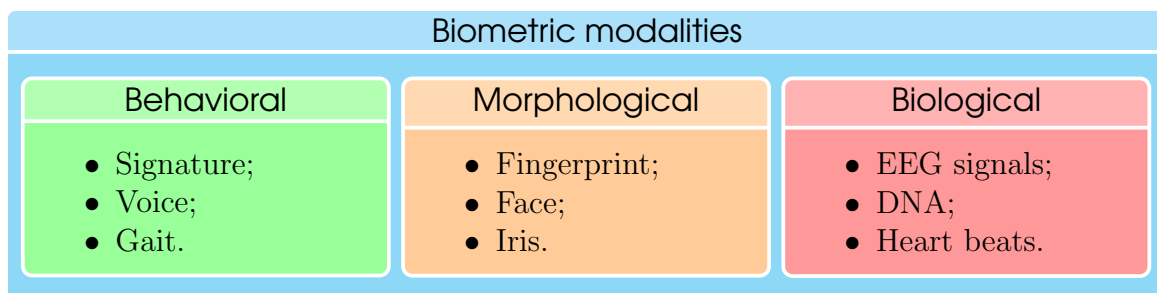 Biometric modalities
Behavioral
• Signature;
• Voice;
• Gait.
Morphological
• Fingerprint;
• Face;
• Iris.
Biological
• EEG signals;
• DNA;
• Heart beats.